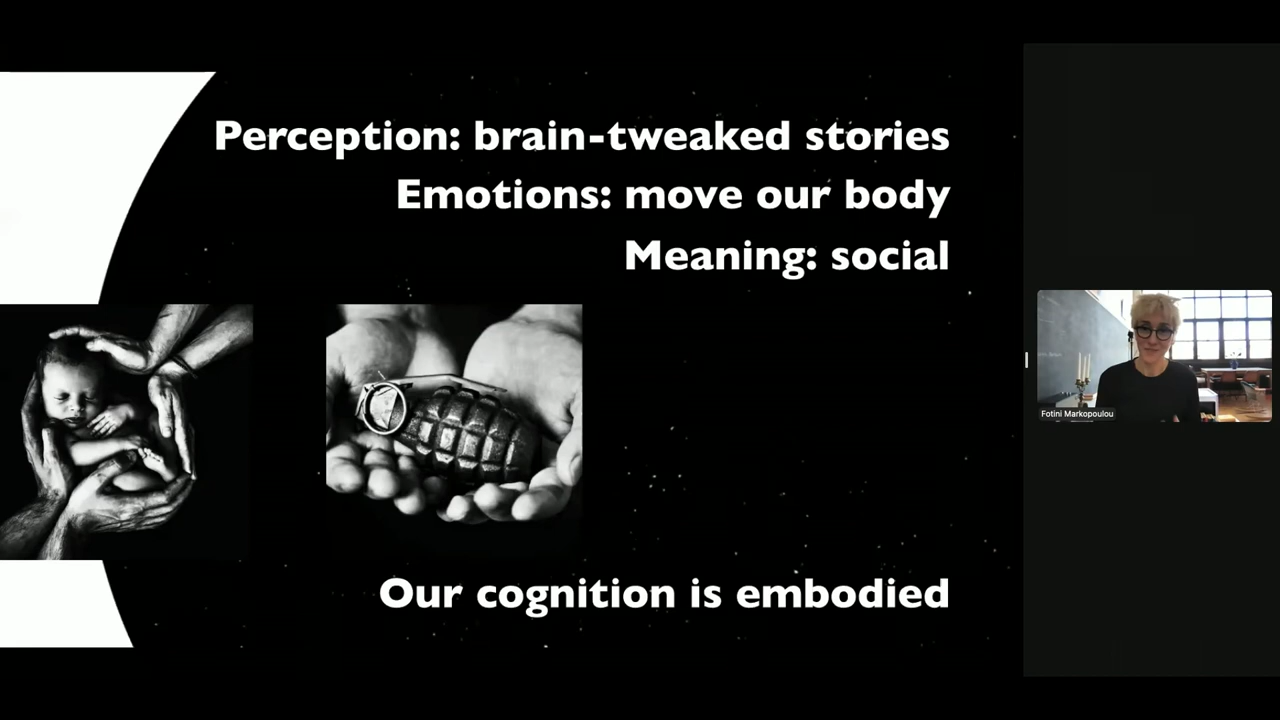 Perception: brain-tweaked stories
Emotions: move our body
Meaning: social
Our cognition is embodied
Fotini Markopoulou